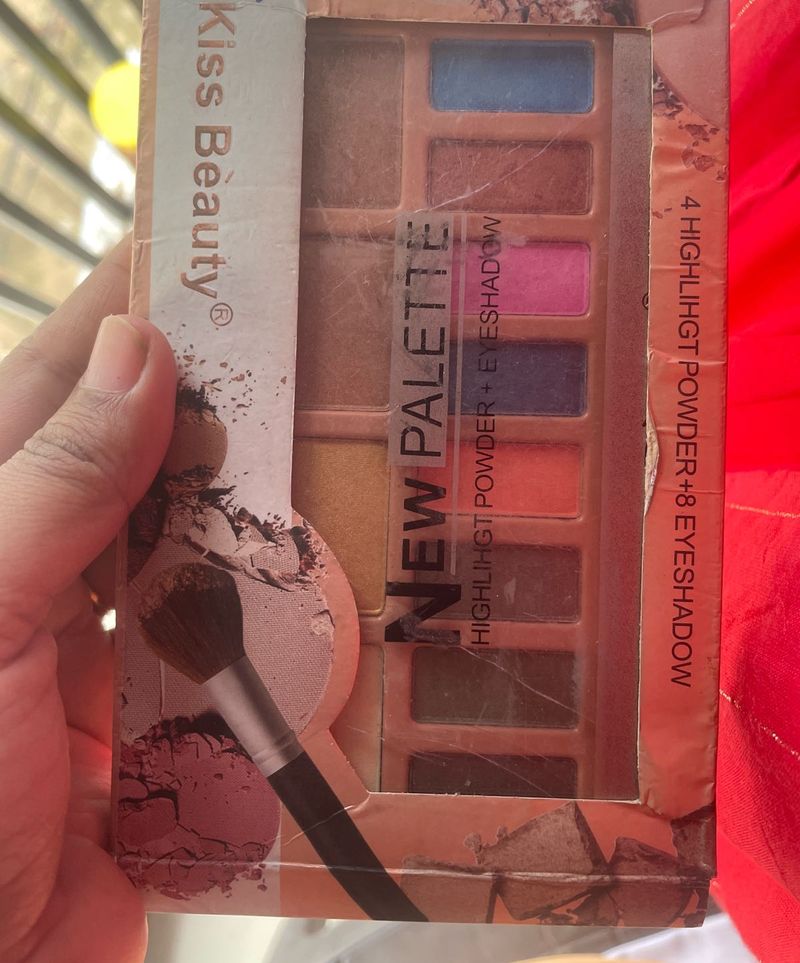 Kiss Beauty®
NEW PALETTE
HIGHLIHGT POWDER + EYESHADOW
4 HIGHLIHGT POWDER+8 EYESHADOW